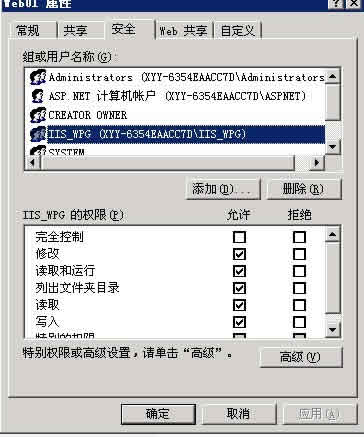 WebUI 属性
常规 共享 安全 Web 共享 自定义
组或用户名称(G):
Administrators (XYY-6354EAACC7D\Administrators
ASP.NET 计算机帐户 (XYY-6354EAACC7D\ASPNET)
CREATOR OWNER
IIS_WPG (XYY-6354EAACC7D\IIS_WPG)
SYSTEM
添加(D)... 删除(R)
IIS_WPG 的权限(P) 允许 拒绝
完全控制
修改
读取和运行
列出文件夹目录
读取
写入
特别的权限
特别权限或高级设置，请单击“高级”。
高级(V)
确定 取消 应用(A)